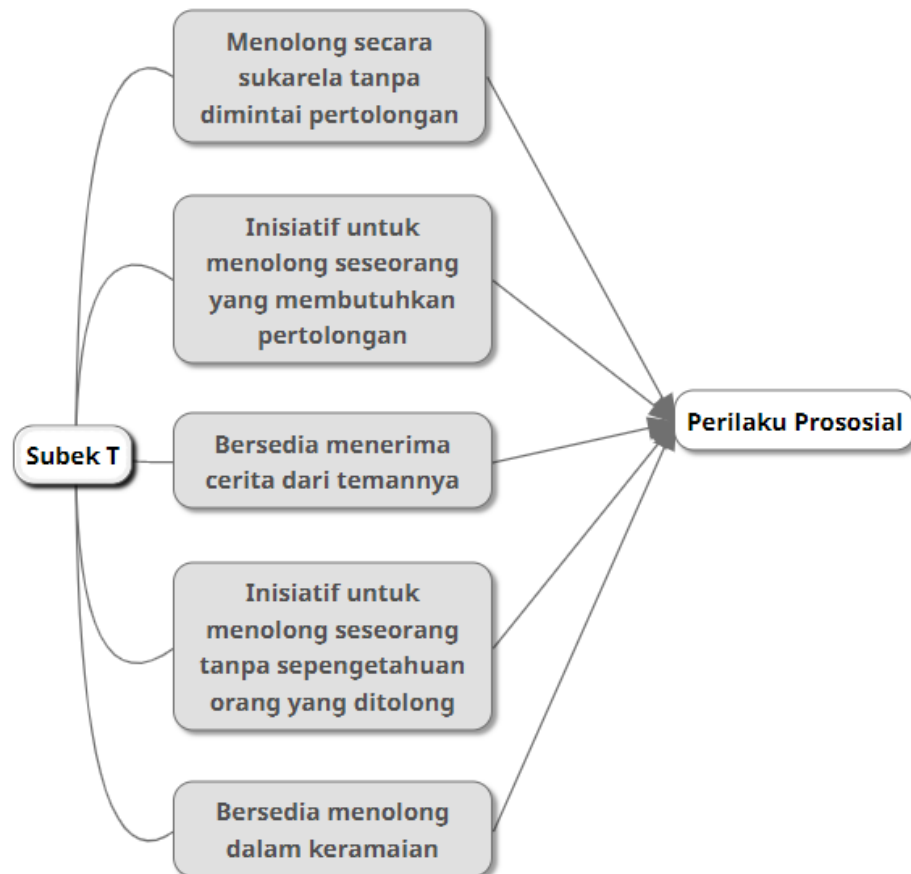 Menolong secara
sukarela tanpa
dimintai pertolongan
Inisiatif untuk
menolong seseorang
yang membutuhkan
pertolongan
Bersedia menerima
cerita dari temannya
Subek T
Perilaku Prososial
Inisiatif untuk
menolong seseorang
tanpa sepengetahuan
orang yang ditolong
Bersedia menolong
dalam keramaian